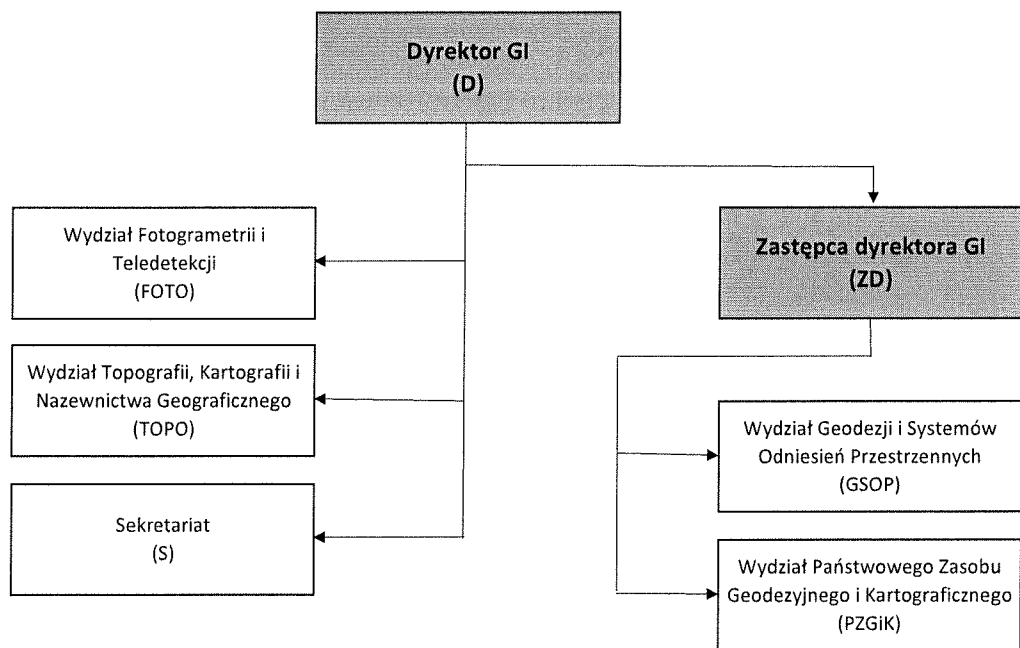 Dyrektor GI
(D)
Wydział Fotogrametrii i
Teledetekcji
(FOTO)
Wydział Topografii, Kartografii i
Nazewnictwa Geograficznego
(TOPO)
Sekretariat
(S)
Zastępca dyrektora GI
(ZD)
Wydział Geodezji i Systemów
Odniesień Przestrzennych
(GSOP)
Wydział Państwowego Zasobu
Geodezyjnego i Kartograficznego
(PZGiK)